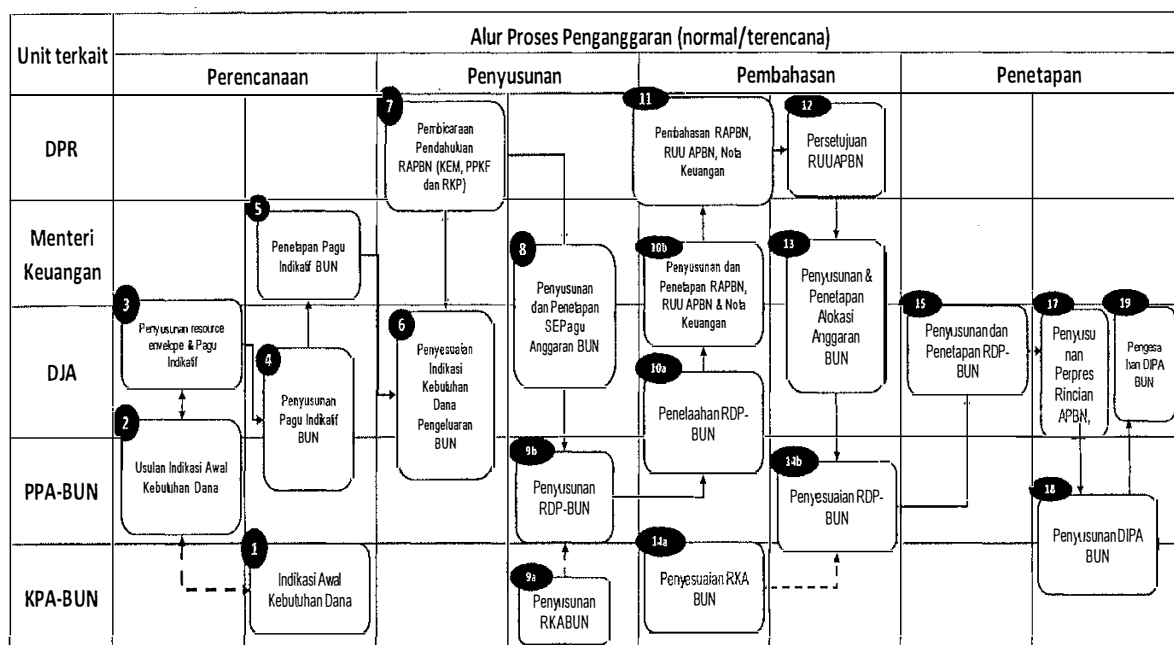 Unit terkait
Alur Proses Penganggaran (normal/terencana)
Perencanaan
Penyusunan
Pembahasan
Penetapan
DPR
7
Pembicaraan
Pendahuluan
RAPBN (KEM, PPKF
dan RKP)
11
Pembahasan RAPBN,
RUU APBN, Nota
Keuangan
12
Persetujuan
RUUAPBN
Menteri
Keuangan
5
Penetapan Pagu
Indikatif BUN
8
Penyusunan
dan Penetapan
SEPagu
Anggaran BUN
10b
Penyusunan dan
Penetapan RAPBN,
RUU APBN & Nota
Keuangan
13
Penyusunan &
Penetapan
Alokasi
Anggaran
BUN
DJA
3
Penyusunan resource
envelope & Pagu
Indikatif
4
Penyusunan
Pagu Indikatif
BUN
6
Penyesuaian
Indikasi
Kebutuhan
Dana
Pengeluaran
BUN
10a
Penelaahan RDP-
BUN
15
Penyusunan dan
Penetapan RDP-
BUN
17
Penyusu
nan
Perpres
Rincian
APBN,
19
Pengesa
han DIPA
BUN
PPA-BUN
2
Usulan Indikasi Awal
Kebutuhan Dana
9b
Penyusunan
RDP-BUN
14b
Penyesuaian RDP-
BUN
18
Penyusunan DIPA
BUN
KPA-BUN
1
Indikasi Awal
Kebutuhan Dana
9a
Penyusunan
RKABUN
14a
Penyesuaian RKA
BUN